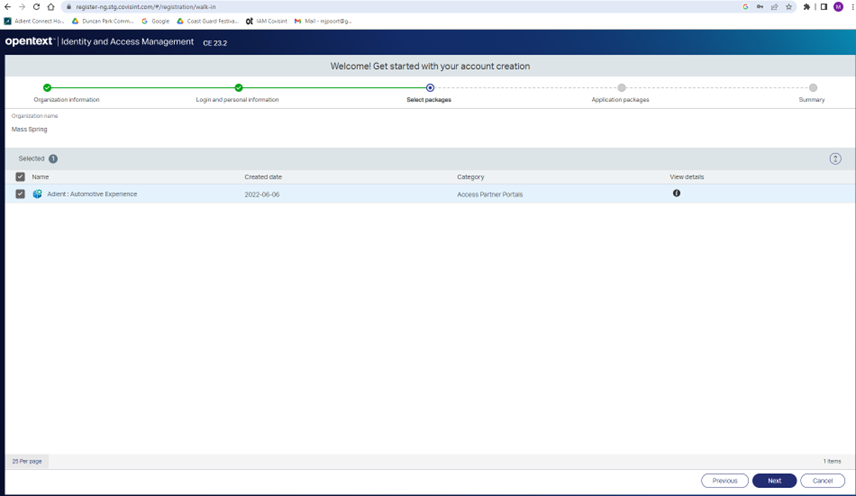 register-ng.stg.covisint.com/#/registration/walk-in
M
Adient Connect Ho... Duncan Park Comm... Google Coast Guard Festiva... IAM Covisint Mail - mjpoort@g...
opentext™ | Identity and Access Management CE 23.2
Welcome! Get started with your account creation
Organization information Login and personal information Select packages Application packages Summary
Organization name
Mass Spring
Selected 1
Name Created date Category View details
Adient : Automotive Experience 2022-06-06 Access Partner Portals
25 Per page 1 items
Previous Next Cancel